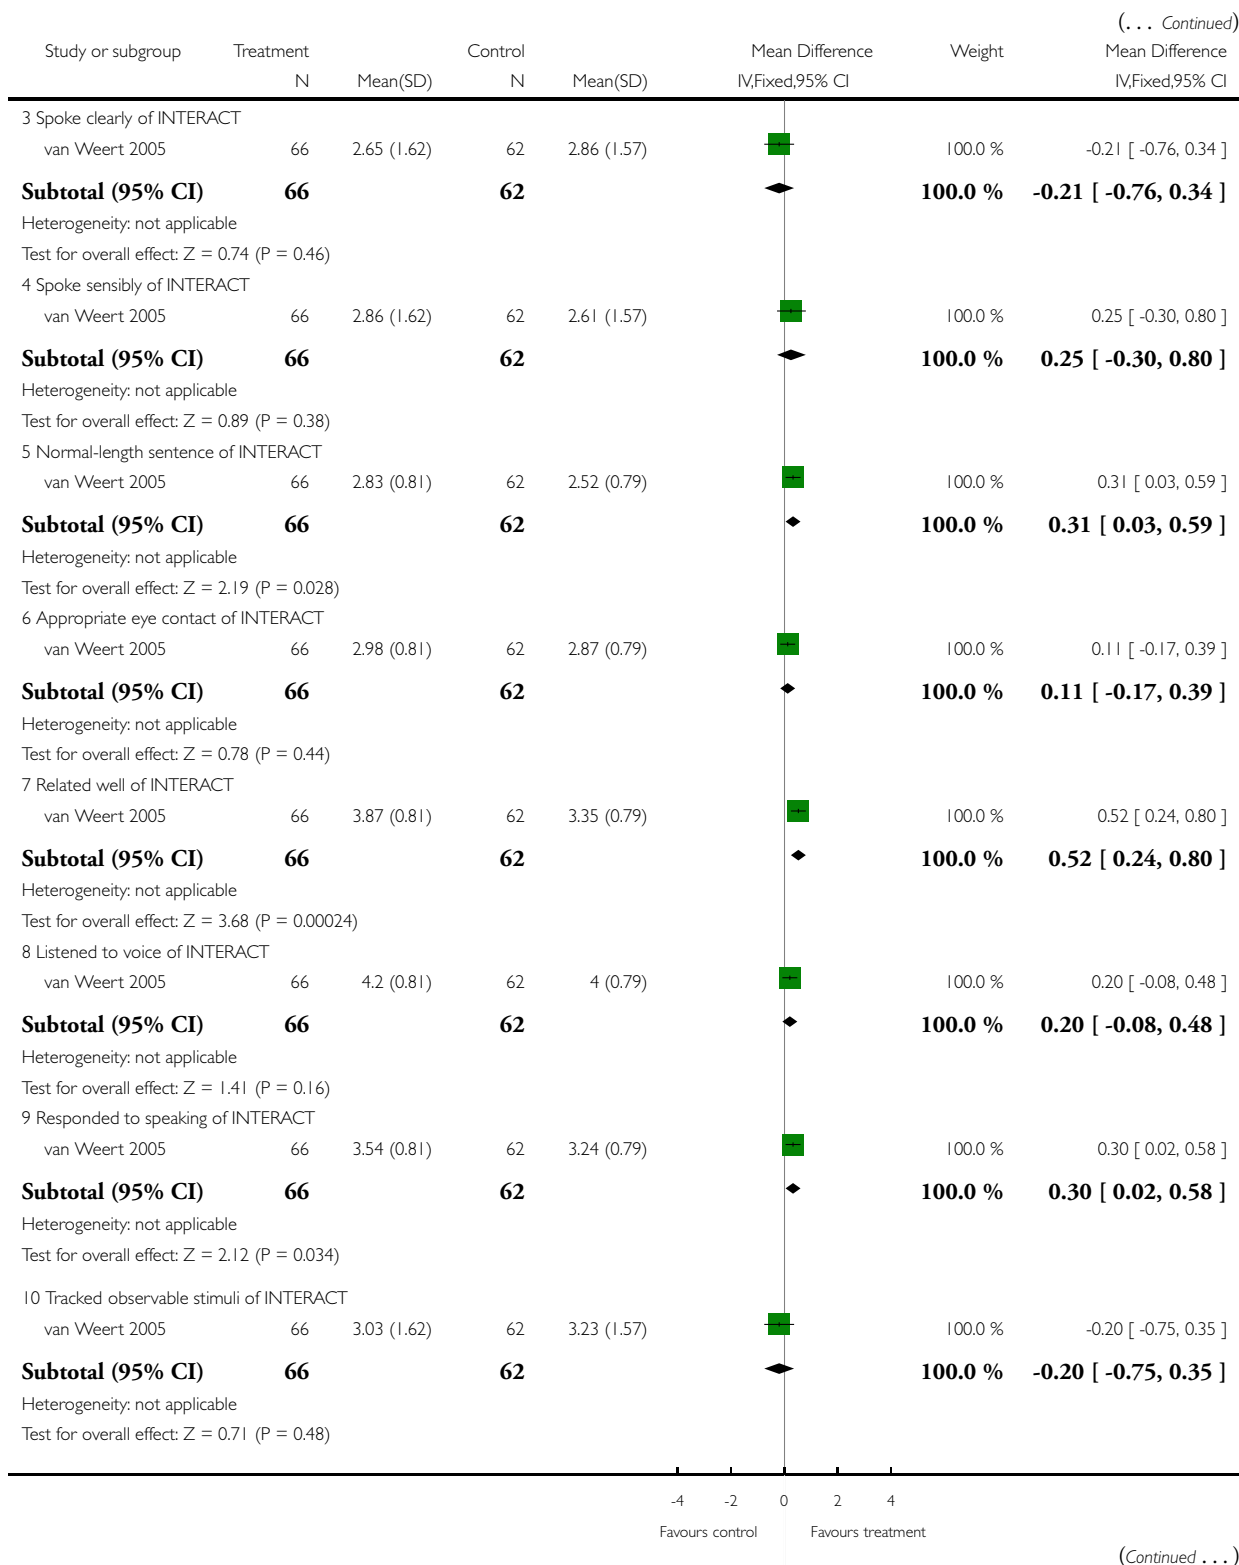 (... Continued)
Study or subgroup Treatment Control Mean Difference Weight Mean Difference
N Mean(SD) N Mean(SD) IV,Fixed,95% CI IV,Fixed,95% CI
3 Spoke clearly of INTERACT
van Weert 2005 66 2.65 (1.62) 62 2.86 (1.57) 100.0 % -0.21 [ -0.76, 0.34 ]
Subtotal (95% CI) 66 62 100.0 % -0.21 [ -0.76, 0.34 ]
Heterogeneity: not applicable
Test for overall effect: Z = 0.74 (P = 0.46)
4 Spoke sensibly of INTERACT
van Weert 2005 66 2.86 (1.62) 62 2.61 (1.57) 100.0 % 0.25 [ -0.30, 0.80 ]
Subtotal (95% CI) 66 62 100.0 % 0.25 [ -0.30, 0.80 ]
Heterogeneity: not applicable
Test for overall effect: Z = 0.89 (P = 0.38)
5 Normal-length sentence of INTERACT
van Weert 2005 66 2.83 (0.81) 62 2.52 (0.79) 100.0 % 0.31 [ 0.03, 0.59 ]
Subtotal (95% CI) 66 62 100.0 % 0.31 [ 0.03, 0.59 ]
Heterogeneity: not applicable
Test for overall effect: Z = 2.19 (P = 0.028)
6 Appropriate eye contact of INTERACT
van Weert 2005 66 2.98 (0.81) 62 2.87 (0.79) 100.0 % 0.11 [ -0.17, 0.39 ]
Subtotal (95% CI) 66 62 100.0 % 0.11 [ -0.17, 0.39 ]
Heterogeneity: not applicable
Test for overall effect: Z = 0.78 (P = 0.44)
7 Related well of INTERACT
van Weert 2005 66 3.87 (0.81) 62 3.35 (0.79) 100.0 % 0.52 [ 0.24, 0.80 ]
Subtotal (95% CI) 66 62 100.0 % 0.52 [ 0.24, 0.80 ]
Heterogeneity: not applicable
Test for overall effect: Z = 3.68 (P = 0.00024)
8 Listened to voice of INTERACT
van Weert 2005 66 4.2 (0.81) 62 4 (0.79) 100.0 % 0.20 [ -0.08, 0.48 ]
Subtotal (95% CI) 66 62 100.0 % 0.20 [ -0.08, 0.48 ]
Heterogeneity: not applicable
Test for overall effect: Z = 1.41 (P = 0.16)
9 Responded to speaking of INTERACT
van Weert 2005 66 3.54 (0.81) 62 3.24 (0.79) 100.0 % 0.30 [ 0.02, 0.58 ]
Subtotal (95% CI) 66 62 100.0 % 0.30 [ 0.02, 0.58 ]
Heterogeneity: not applicable
Test for overall effect: Z = 2.12 (P = 0.034)
10 Tracked observable stimuli of INTERACT
van Weert 2005 66 3.03 (1.62) 62 3.23 (1.57) 100.0 % -0.20 [ -0.75, 0.35 ]
Subtotal (95% CI) 66 62 100.0 % -0.20 [ -0.75, 0.35 ]
Heterogeneity: not applicable
Test for overall effect: Z = 0.71 (P = 0.48)
-4 -2 0 2 4
Favours control Favours treatment
(Continued ...)